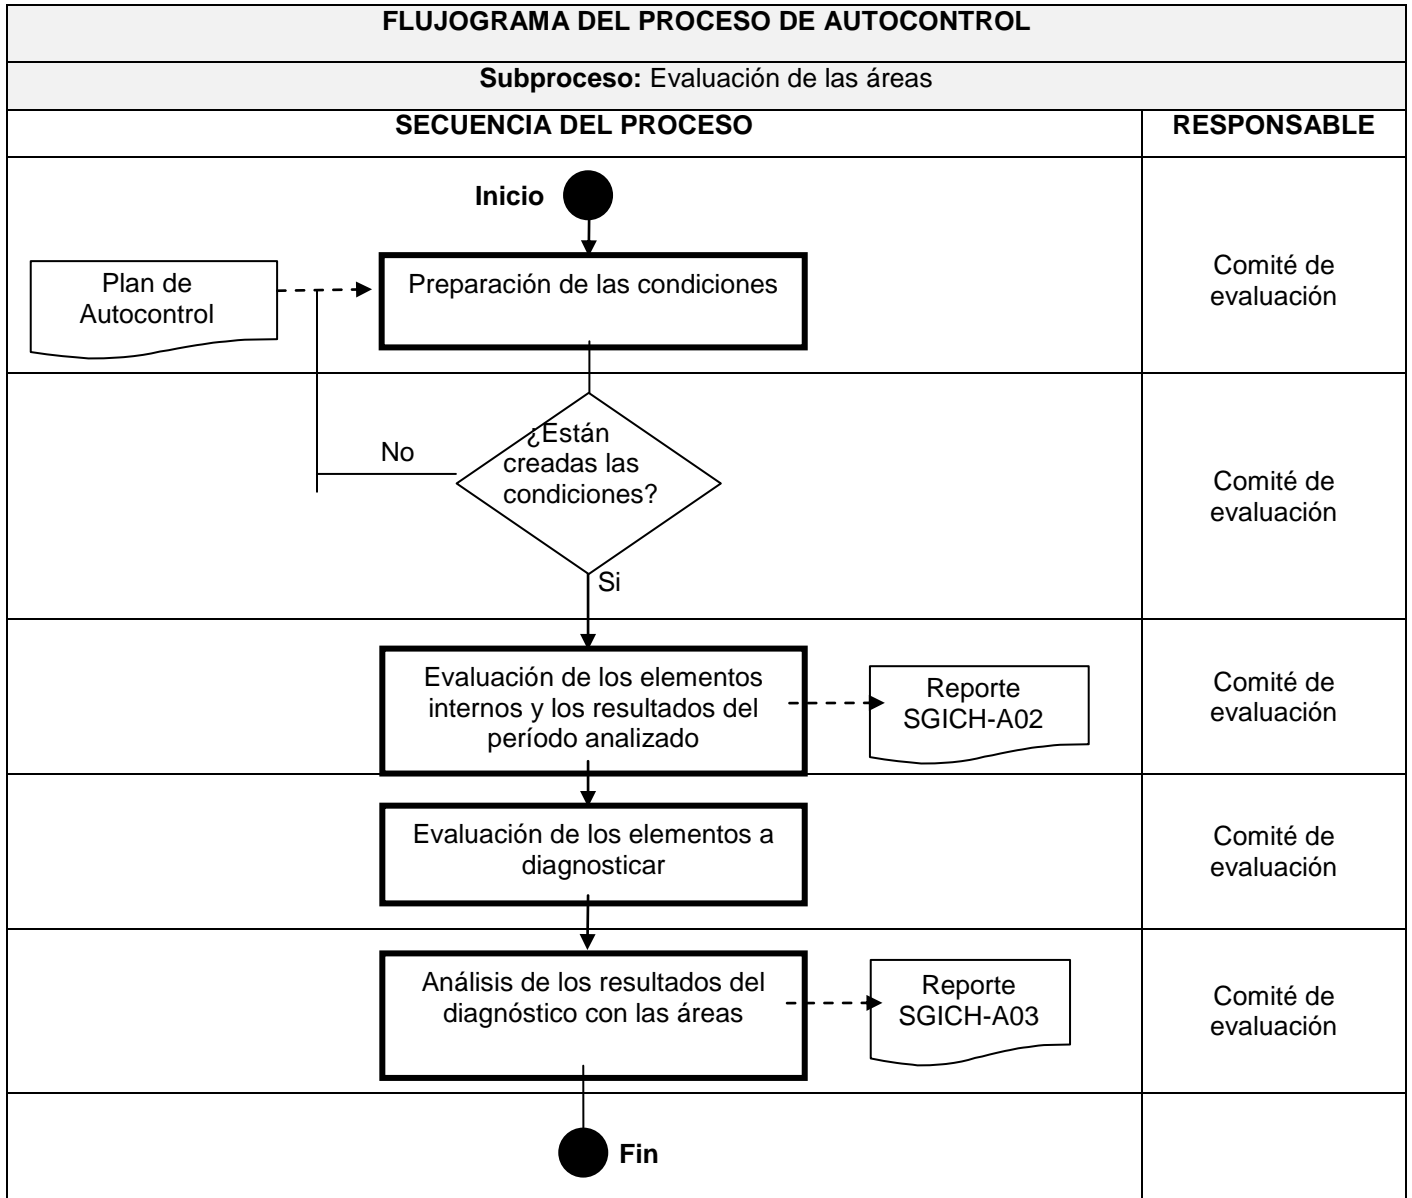 FLUJOGRAMA DEL PROCESO DE AUTOCONTROL
Subproceso: Evaluación de las áreas
SECUENCIA DEL PROCESO
RESPONSABLE
Inicio
Plan de
Autocontrol
Preparación de las condiciones
Comité de
evaluación
¿Están
creadas las
condiciones?
No
Si
Comité de
evaluación
Evaluación de los elementos
internos y los resultados del
período analizado
Reporte
SGICH-A02
Comité de
evaluación
Evaluación de los elementos a
diagnosticar
Comité de
evaluación
Análisis de los resultados del
diagnóstico con las áreas
Reporte
SGICH-A03
Comité de
evaluación
Fin